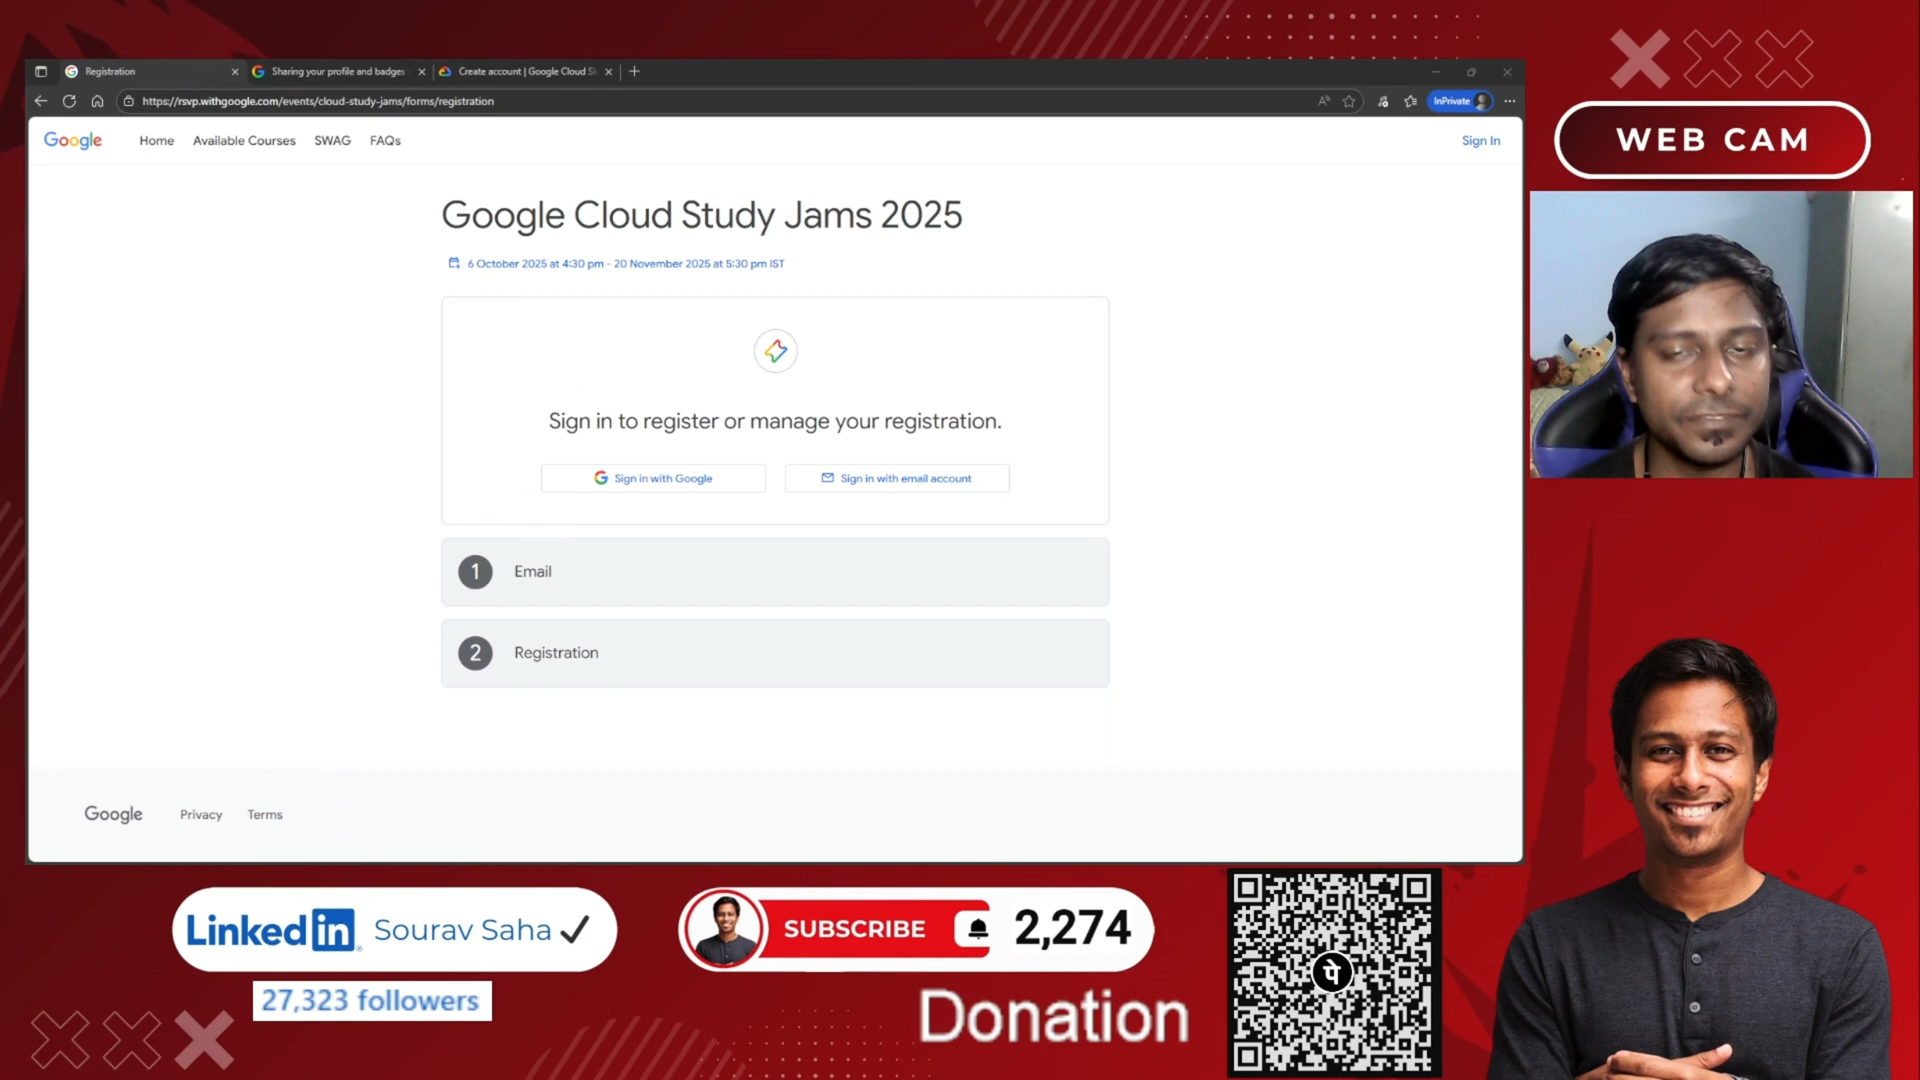 Registration
Sharing your profile and badges
Create account | Google Cloud Sk
https://rsvp.withgoogle.com/events/cloud-study-jams/forms/registration
InPrivate
Google
Home
Available Courses
SWAG
FAQs
Sign In
Google Cloud Study Jams 2025
6 October 2025 at 4:30 pm - 20 November 2025 at 5:30 pm IST
Sign in to register or manage your registration.
Sign in with Google
Sign in with email account
1 Email
2 Registration
Google
Privacy
Terms
WEB CAM
Linked in Sourav Saha
27,323 followers
SUBSCRIBE
2,274
Donation
पे